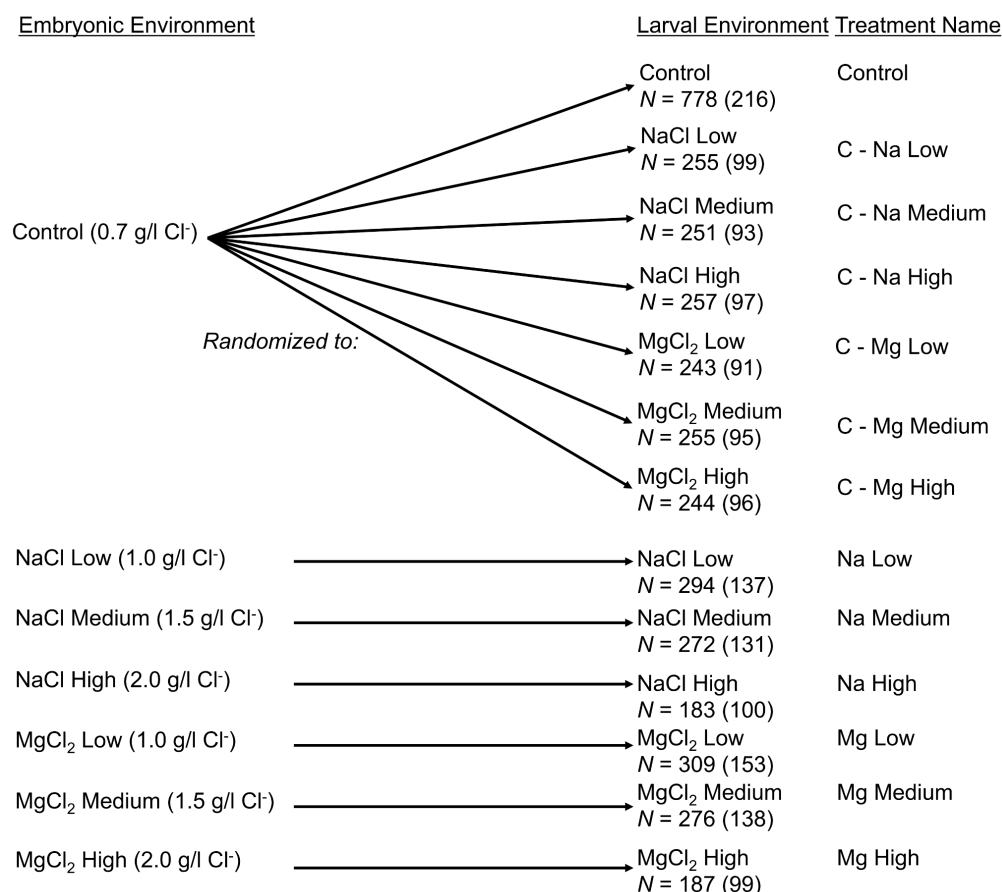 Embryonic Environment Larval Environment Treatment Name
Control Control
N = 778 (216)
NaCl Low C - Na Low
N = 255 (99)
NaCl Medium C - Na Medium
N = 251 (93)
Control (0.7 g/l Cl⁻)
NaCl High C - Na High
N = 257 (97)
Randomized to:
MgCl₂ Low C - Mg Low
N = 243 (91)
MgCl₂ Medium C - Mg Medium
N = 255 (95)
MgCl₂ High C - Mg High
N = 244 (96)
NaCl Low (1.0 g/l Cl⁻) NaCl Low Na Low
N = 294 (137)
NaCl Medium (1.5 g/l Cl⁻) NaCl Medium Na Medium
N = 272 (131)
NaCl High (2.0 g/l Cl⁻) NaCl High Na High
N = 183 (100)
MgCl₂ Low (1.0 g/l Cl⁻) MgCl₂ Low Mg Low
N = 309 (153)
MgCl₂ Medium (1.5 g/l Cl⁻) MgCl₂ Medium Mg Medium
N = 276 (138)
MgCl₂ High (2.0 g/l Cl⁻) MgCl₂ High Mg High
N = 187 (99)